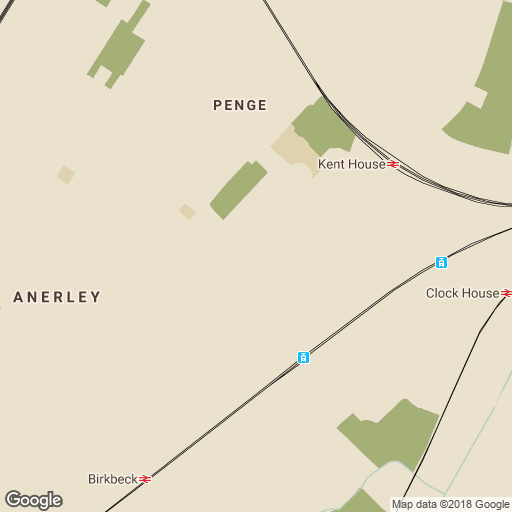 PENGE
Kent House
ANERLEY
Clock House
Birkbeck
Google
Map data ©2018 Google